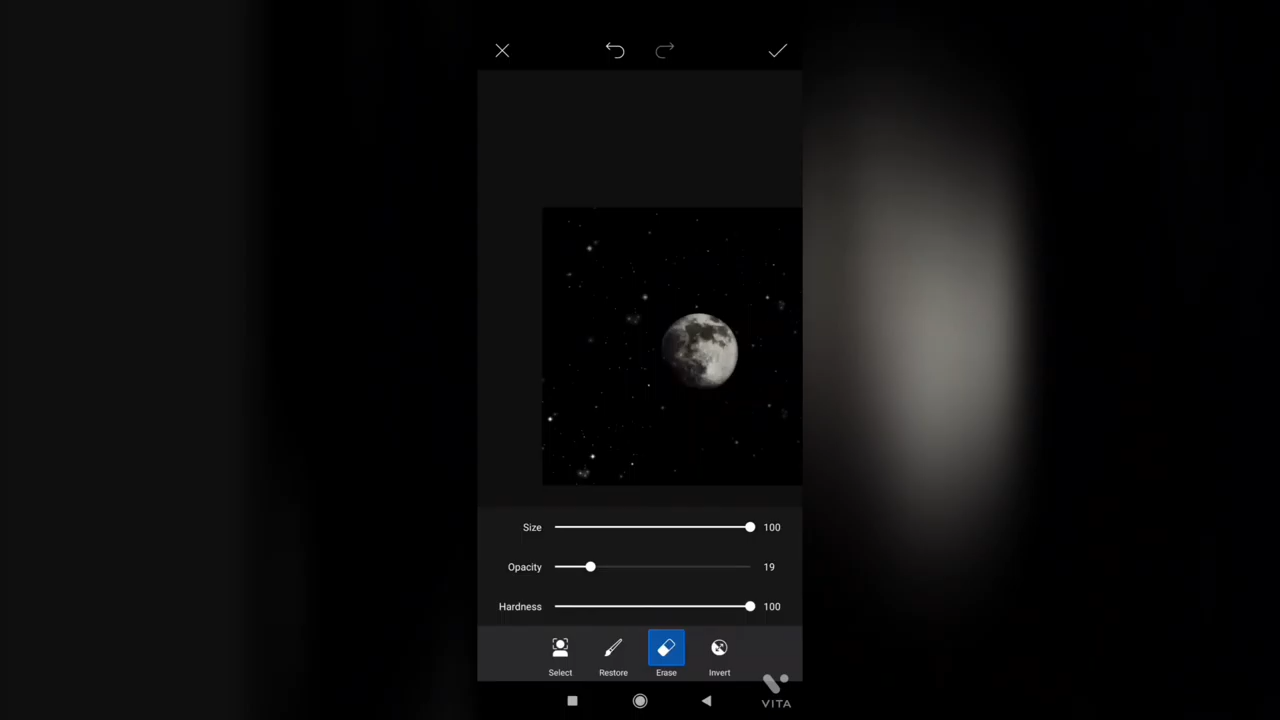 Size 100
Opacity 19
Hardness 100
Select Restore Erase Invert
VITA